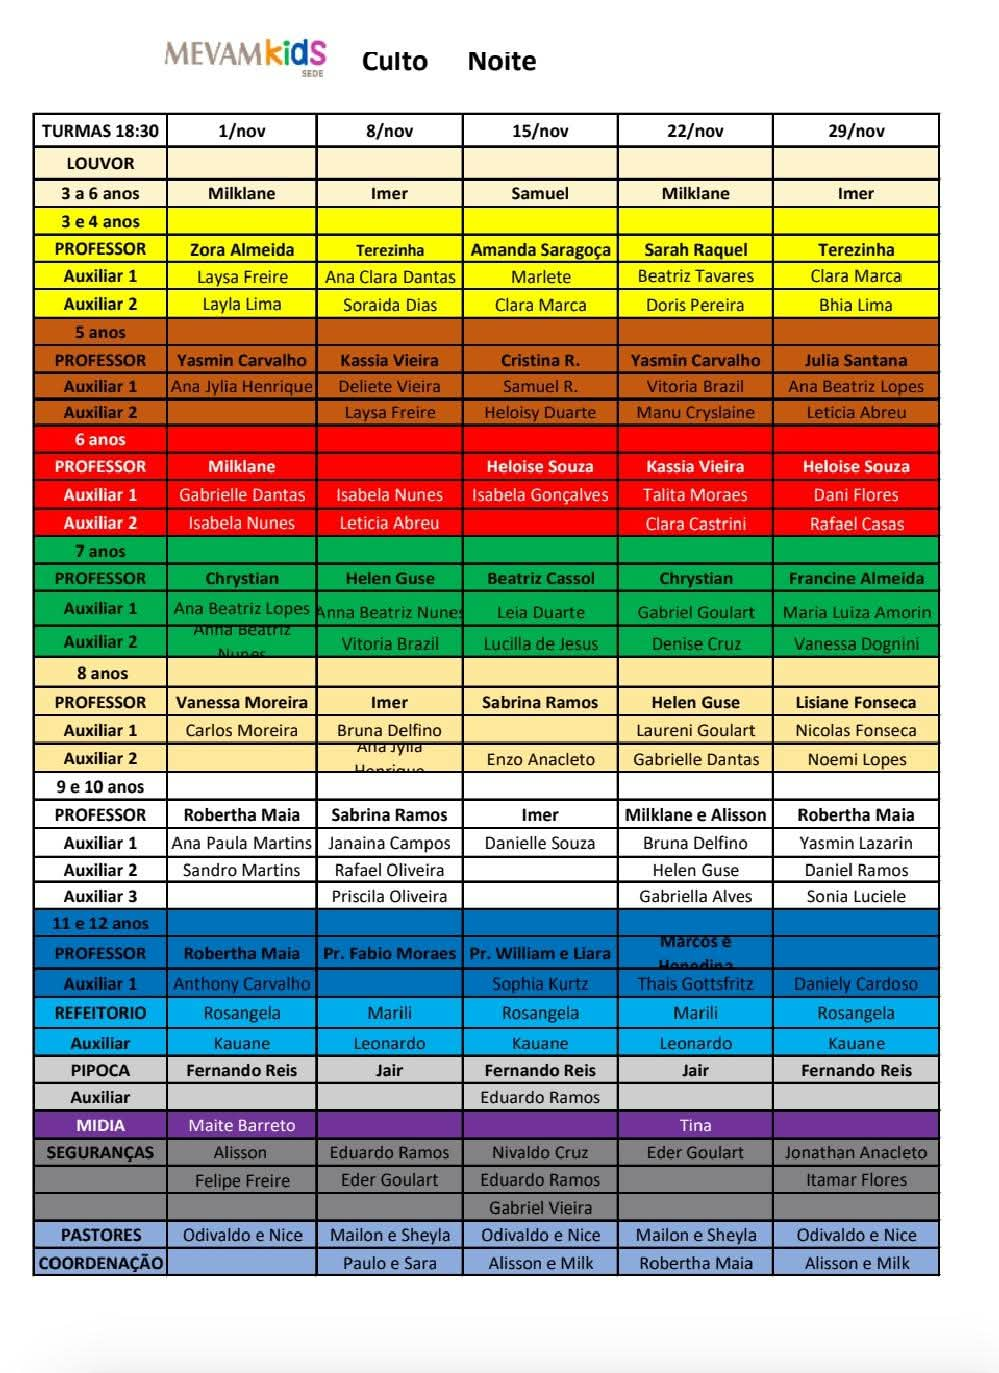 MEVAMkids
SEDE
Culto Noite
TURMAS 18:30 1/nov 8/nov 15/nov 22/nov 29/nov
LOUVOR
3 a 6 anos Milklane Imer Samuel Milklane Imer
3 e 4 anos
PROFESSOR Zora Almeida Terezinha Amanda Saragoça Sarah Raquel Terezinha
Auxiliar 1 Laysa Freire Ana Clara Dantas Marlete Beatriz Tavares Clara Marca
Auxiliar 2 Layla Lima Soraida Dias Clara Marca Doris Pereira Bhia Lima
5 anos
PROFESSOR Yasmin Carvalho Kassia Vieira Cristina R. Yasmin Carvalho Julia Santana
Auxiliar 1 Ana Jylia Henrique Deliete Vieira Samuel R. Vitoria Brazil Ana Beatriz Lopes
Auxiliar 2 Laysa Freire Heloisy Duarte Manu Cryslaine Leticia Abreu
6 anos
PROFESSOR Milklane Heloise Souza Kassia Vieira Heloise Souza
Auxiliar 1 Gabrielle Dantas Isabela Nunes Isabela Gonçalves Talita Moraes Dani Flores
Auxiliar 2 Isabela Nunes Leticia Abreu Clara Castrini Rafael Casas
7 anos
PROFESSOR Chrystian Helen Guse Beatriz Cassol Chrystian Francine Almeida
Auxiliar 1 Ana Beatriz Lopes Anna Beatriz Nunes Leia Duarte Gabriel Goulart Maria Luiza Amorin
Auxiliar 2 Anna Beatriz Nunes Vitoria Brazil Lucilla de Jesus Denise Cruz Vanessa Dognini
8 anos
PROFESSOR Vanessa Moreira Imer Sabrina Ramos Helen Guse Lisiane Fonseca
Auxiliar 1 Carlos Moreira Bruna Delfino Laureni Goulart Nicolas Fonseca
Auxiliar 2 Ana Jylia Henrique Enzo Anacleto Gabrielle Dantas Noemi Lopes
9 e 10 anos
PROFESSOR Robertha Maia Sabrina Ramos Imer Milklane e Alisson Robertha Maia
Auxiliar 1 Ana Paula Martins Janaina Campos Danielle Souza Bruna Delfino Yasmin Lazarin
Auxiliar 2 Sandro Martins Rafael Oliveira Helen Guse Daniel Ramos
Auxiliar 3 Priscila Oliveira Gabriella Alves Sonia Luciele
11 e 12 anos
PROFESSOR Robertha Maia Pr. Fabio Moraes Pr. William e Liara Marcos e
Auxiliar 1 Anthony Carvalho Sophia Kurtz Thais Gottsfritz Daniely Cardoso
REFEITORIO Rosangela Marili Rosangela Marili Rosangela
Auxiliar Kauane Leonardo Kauane Leonardo Kauane
PIPOCA Fernando Reis Jair Fernando Reis Jair Fernando Reis
Auxiliar Eduardo Ramos
MIDIA Maite Barreto Tina
SEGURANÇAS Alisson Eduardo Ramos Nivaldo Cruz Eder Goulart Jonathan Anacleto
Felipe Freire Eder Goulart Eduardo Ramos Itamar Flores
Gabriel Vieira
PASTORES Odivaldo e Nice Mailon e Sheyla Odivaldo e Nice Mailon e Sheyla Odivaldo e Nice
COORDENAÇÃO Paulo e Sara Alisson e Milk Robertha Maia Alisson e Milk